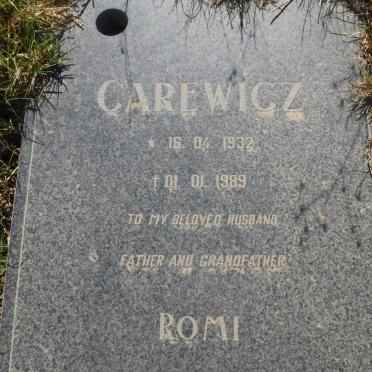 CAREWICZ
* 16. 04. 1932
† 01. 01. 1989
TO MY BELOVED HUSBAND
FATHER AND GRANDFATHER
ROMI